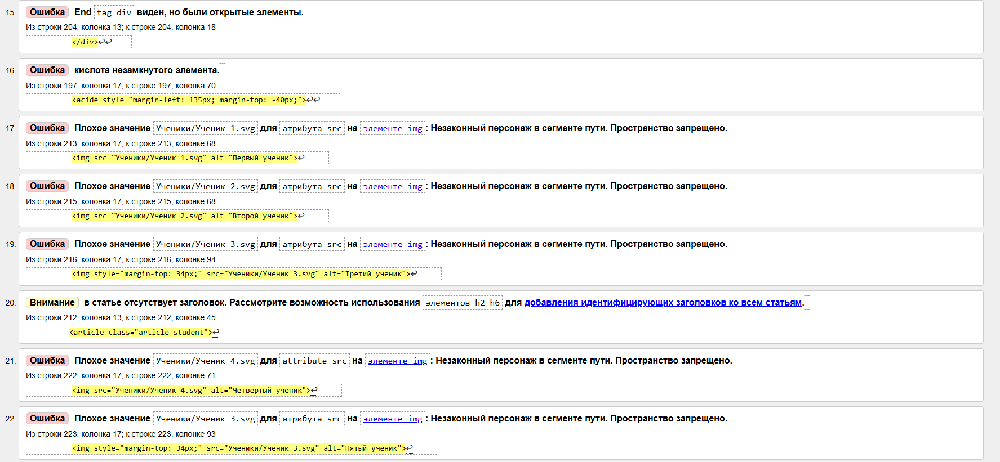 15. Ошибка End tag div виден, но были открытые элементы.
Из строки 204, колонка 13; к строке 204, колонка 18
</div>↩↩
16. Ошибка кислота незамкнутого элемента.
Из строки 197, колонка 17; к строке 197, колонка 70
<acide style="margin-left: 135px; margin-top: -40px;">↩↩
17. Ошибка Плохое значение Ученики/Ученик 1.svg для атрибута src на элементе img: Незаконный персонаж в сегменте пути. Пространство запрещено.
Из строки 213, колонка 17; к строке 213, колонке 68
<img src="Ученики/Ученик 1.svg" alt="Первый ученик">↩
18. Ошибка Плохое значение Ученики/Ученик 2.svg для атрибута src на элементе img: Незаконный персонаж в сегменте пути. Пространство запрещено.
Из строки 215, колонка 17; к строке 215, колонке 68
<img src="Ученики/Ученик 2.svg" alt="Второй ученик">↩
19. Ошибка Плохое значение Ученики/Ученик 3.svg для атрибута src на элементе img: Незаконный персонаж в сегменте пути. Пространство запрещено.
Из строки 216, колонка 17; к строке 216, колонке 94
<img style="margin-top: 34px;" src="Ученики/Ученик 3.svg" alt="Третий ученик">↩
20. Внимание в статье отсутствует заголовок. Рассмотрите возможность использования элементов h2-h6 для добавления идентифицирующих заголовков ко всем статьям.
Из строки 212, колонка 13; к строке 212, колонке 45
<article class="article-student">↩
21. Ошибка Плохое значение Ученики/Ученик 4.svg для attribute src на элементе img: Незаконный персонаж в сегменте пути. Пространство запрещено.
Из строки 222, колонка 17; к строке 222, колонке 71
<img src="Ученики/Ученик 4.svg" alt="Четвёртый ученик">↩
22. Ошибка Плохое значение Ученики/Ученик 3.svg для атрибута src на элементе img: Незаконный персонаж в сегменте пути. Пространство запрещено.
Из строки 223, колонка 17; к строке 223, колонке 93
<img style="margin-top: 34px;" src="Ученики/Ученик 3.svg" alt="Пятый ученик">↩